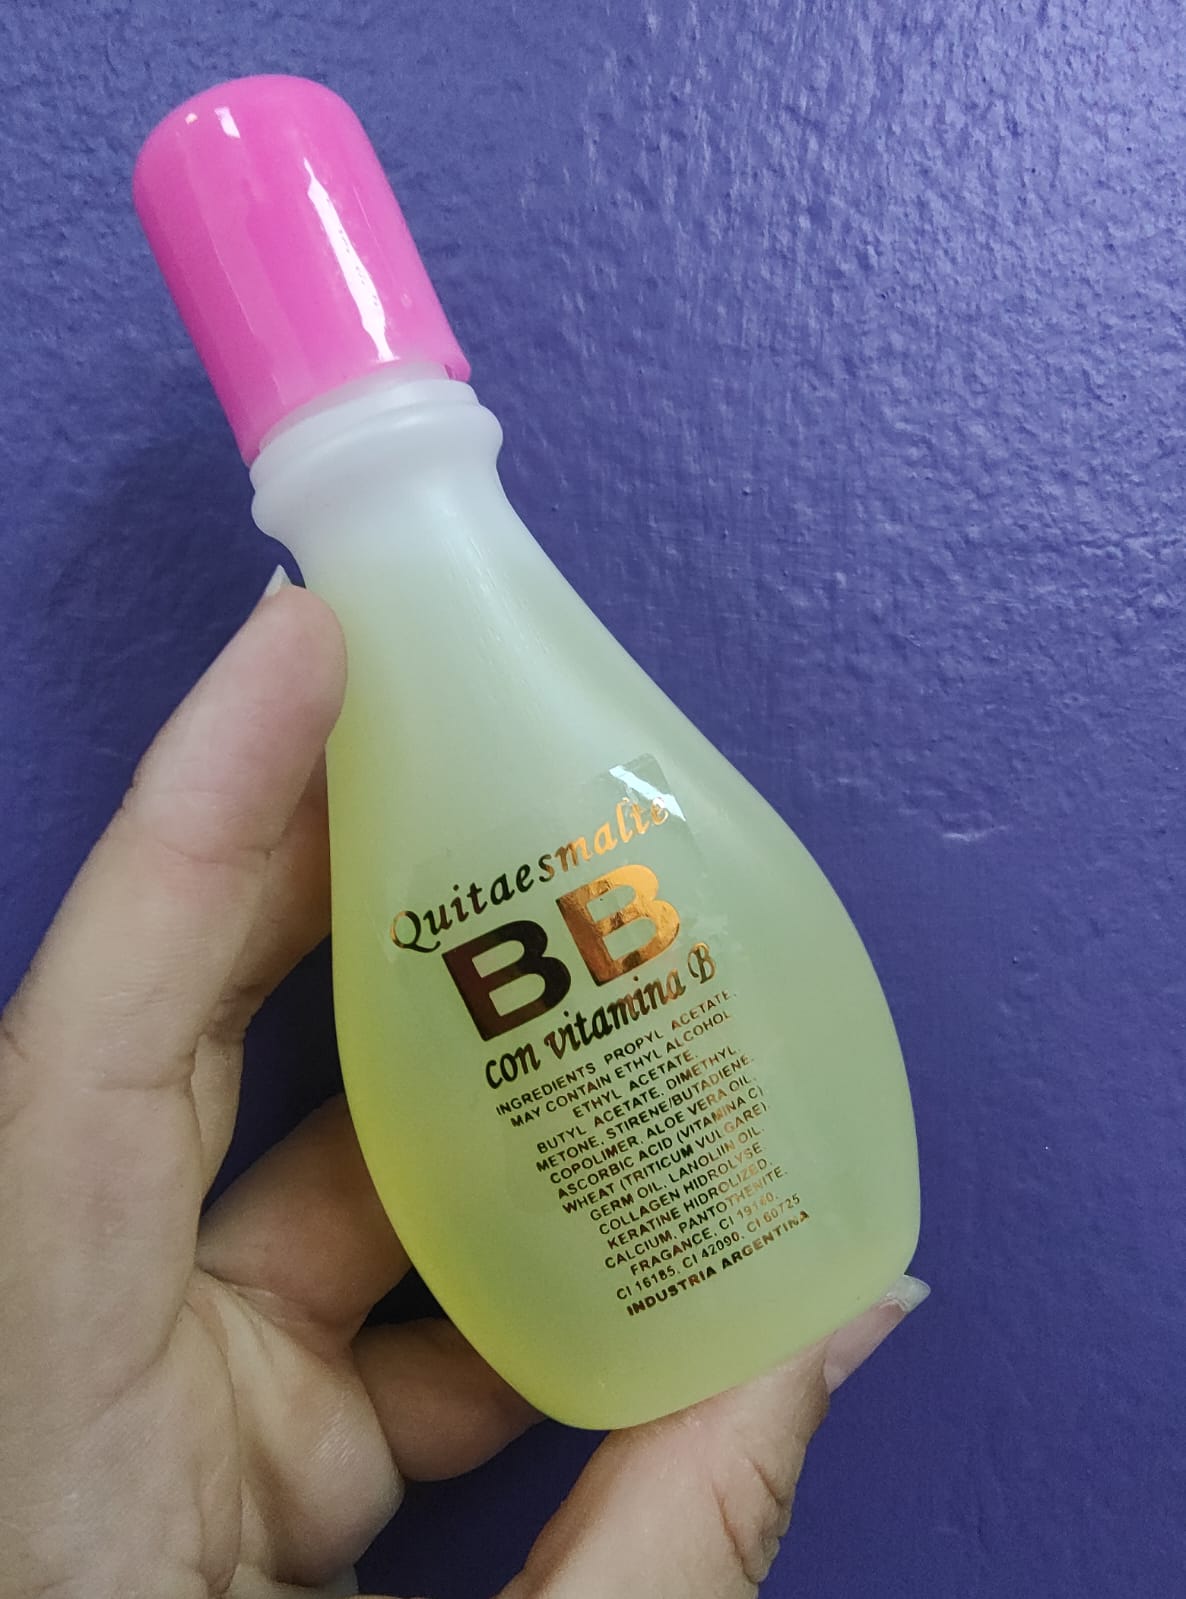 Quitaesmalte
BB
con vitamina B
INGREDIENTS PROPYL ACETATE.
MAY CONTAIN ETHYL ALCOHOL
ETHYL ACETATE.
BUTYL ACETATE, DIMETHYL.
METONE, STIRENE/BUTADIENE.
COPOLIMER, ALOE VERA OIL.
ASCORBIC ACID (VITAMINA C)
WHEAT (TRITICUM VULGARE).
GERM OIL, LANOLIIN OIL.
COLLAGEN HIDROLYSE.
KERATINE HIDROLIZED.
CALCIUM, PANTOTHENITE.
FRAGANCE, CI 19140.
CI 16185, CI 42090, CI 60725
INDUSTRIA ARGENTINA